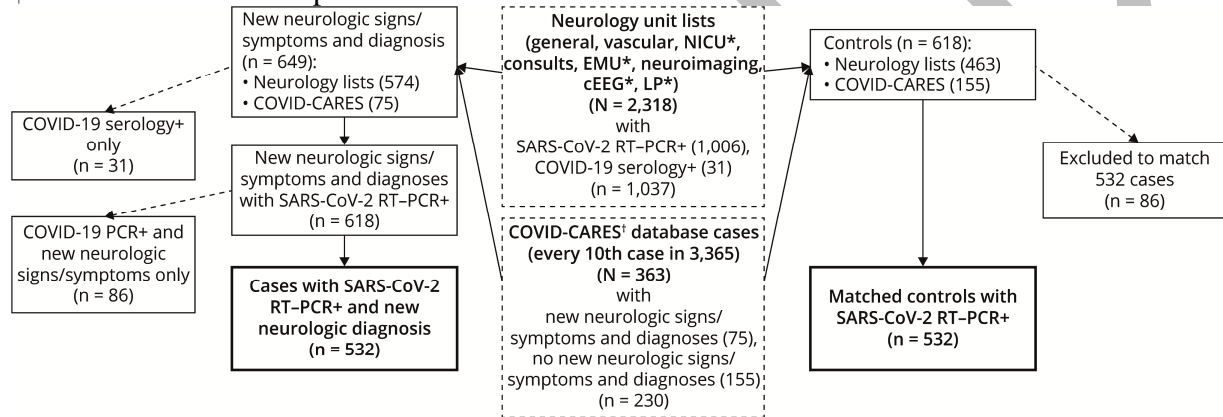 New neurologic signs/
symptoms and diagnosis
(n = 649):
• Neurology lists (574)
• COVID-CARES (75)
COVID-19 serology+
only
(n = 31)
New neurologic signs/
symptoms and diagnoses
with SARS-CoV-2 RT–PCR+
(n = 618)
COVID-19 PCR+ and
new neurologic
signs/symptoms only
(n = 86)
Cases with SARS-CoV-2
RT–PCR+ and new
neurologic diagnosis
(n = 532)
Neurology unit lists
(general, vascular, NICU*,
consults, EMU*, neuroimaging,
cEEG*, LP*)
(N = 2,318)
with
SARS-CoV-2 RT–PCR+ (1,006),
COVID-19 serology+ (31)
(n = 1,037)
COVID-CARES† database cases
(every 10th case in 3,365)
(N = 363)
with
new neurologic signs/
symptoms and diagnoses (75),
no new neurologic signs/
symptoms and diagnoses (155)
(n = 230)
Controls (n = 618):
• Neurology lists (463)
• COVID-CARES (155)
Excluded to match
532 cases
(n = 86)
Matched controls with
SARS-CoV-2 RT–PCR+
(n = 532)